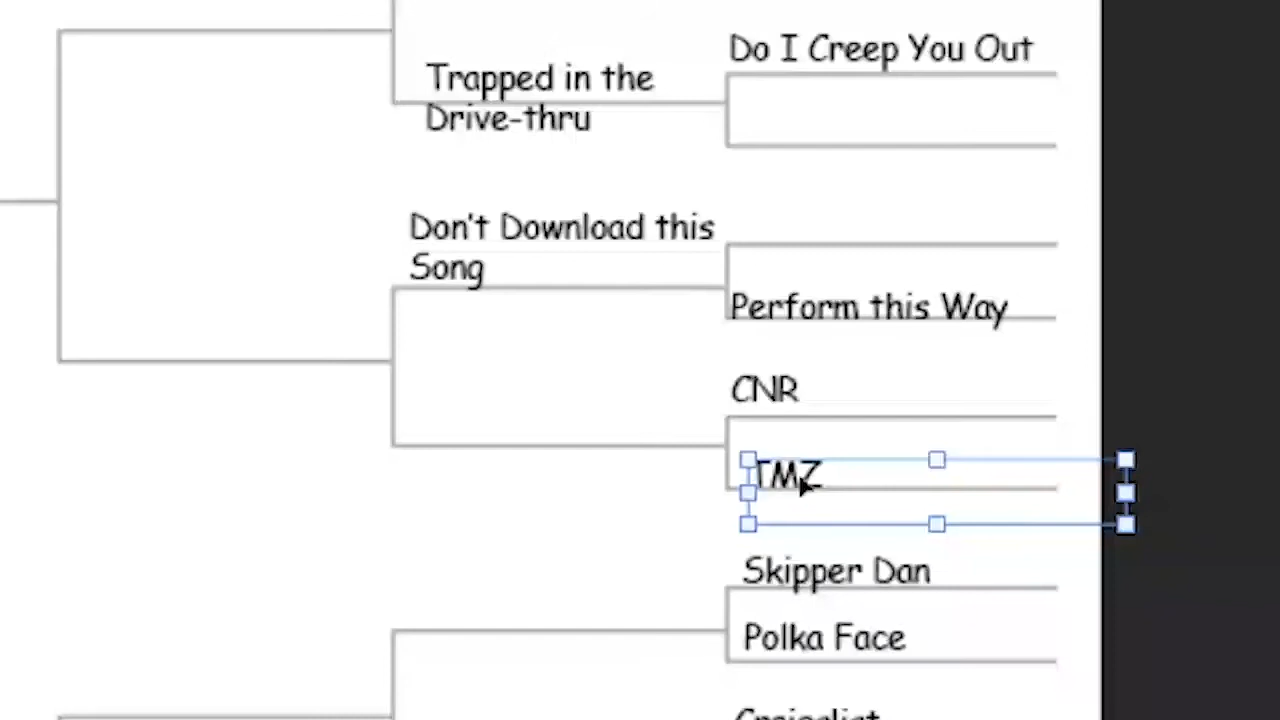 Do I Creep You Out
Trapped in the
Drive-thru
Don't Download this
Song
Perform this Way
CNR
TMZ
Skipper Dan
Polka Face
Craigslist